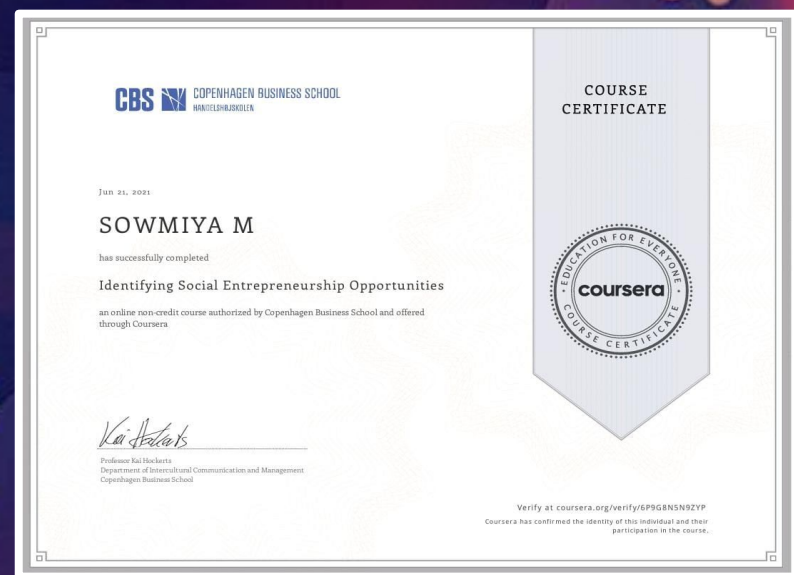 CBS COPENHAGEN BUSINESS SCHOOL
HANDELSHØJSKOLEN
COURSE
CERTIFICATE
Jun 21, 2021
SOWMIYA M
has successfully completed
Identifying Social Entrepreneurship Opportunities
an online non-credit course authorized by Copenhagen Business School and offered
through Coursera
EDUCATION FOR EVERYONE
coursera
COURSE CERTIFICATE
Kai Hockerts
Professor Kai Hockerts
Department of Intercultural Communication and Management
Copenhagen Business School
Verify at coursera.org/verify/6P9G8N5N9ZYP
Coursera has confirmed the identity of this individual and their
participation in the course.